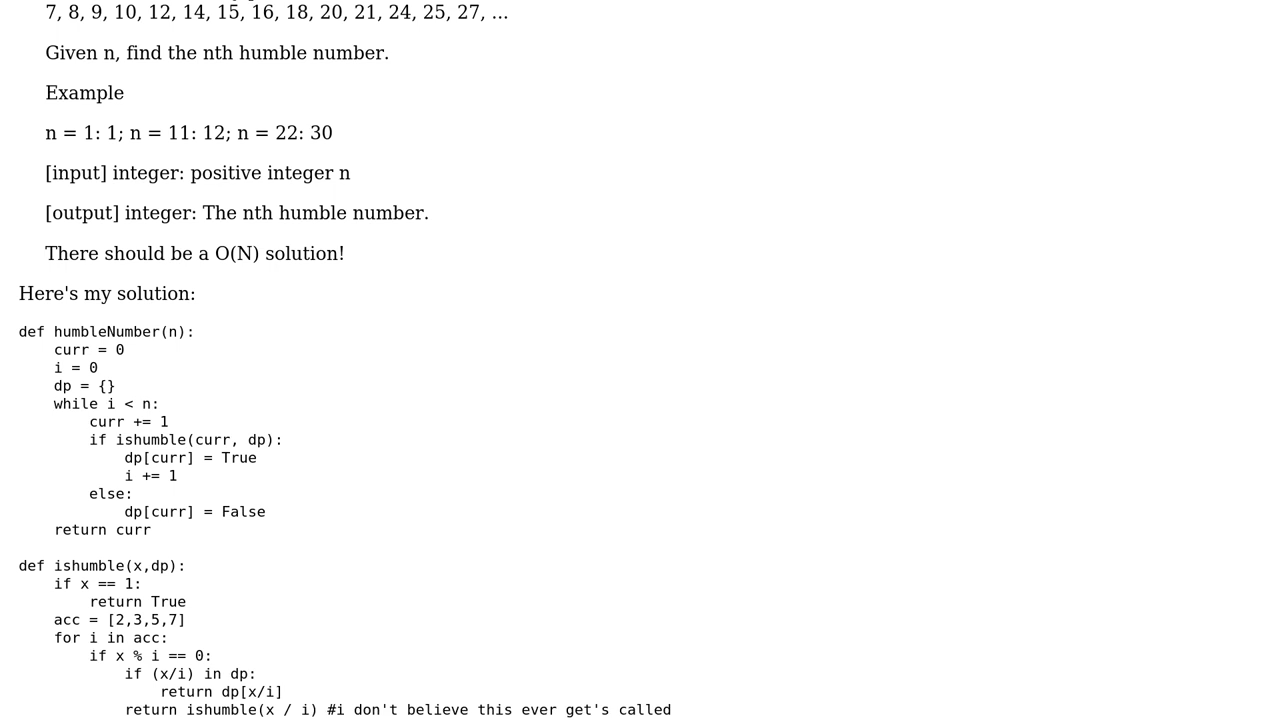 7, 8, 9, 10, 12, 14, 15, 16, 18, 20, 21, 24, 25, 27, ...
Given n, find the nth humble number.
Example
n = 1: 1; n = 11: 12; n = 22: 30
[input] integer: positive integer n
[output] integer: The nth humble number.
There should be a O(N) solution!
Here's my solution:
def humbleNumber(n):
    curr = 0
    i = 0
    dp = {}
    while i < n:
        curr += 1
        if ishumble(curr, dp):
            dp[curr] = True
            i += 1
        else:
            dp[curr] = False
    return curr
def ishumble(x,dp):
    if x == 1:
        return True
    acc = [2,3,5,7]
    for i in acc:
        if x % i == 0:
            if (x/i) in dp:
                return dp[x/i]
            return ishumble(x / i) #i don't believe this ever get's called